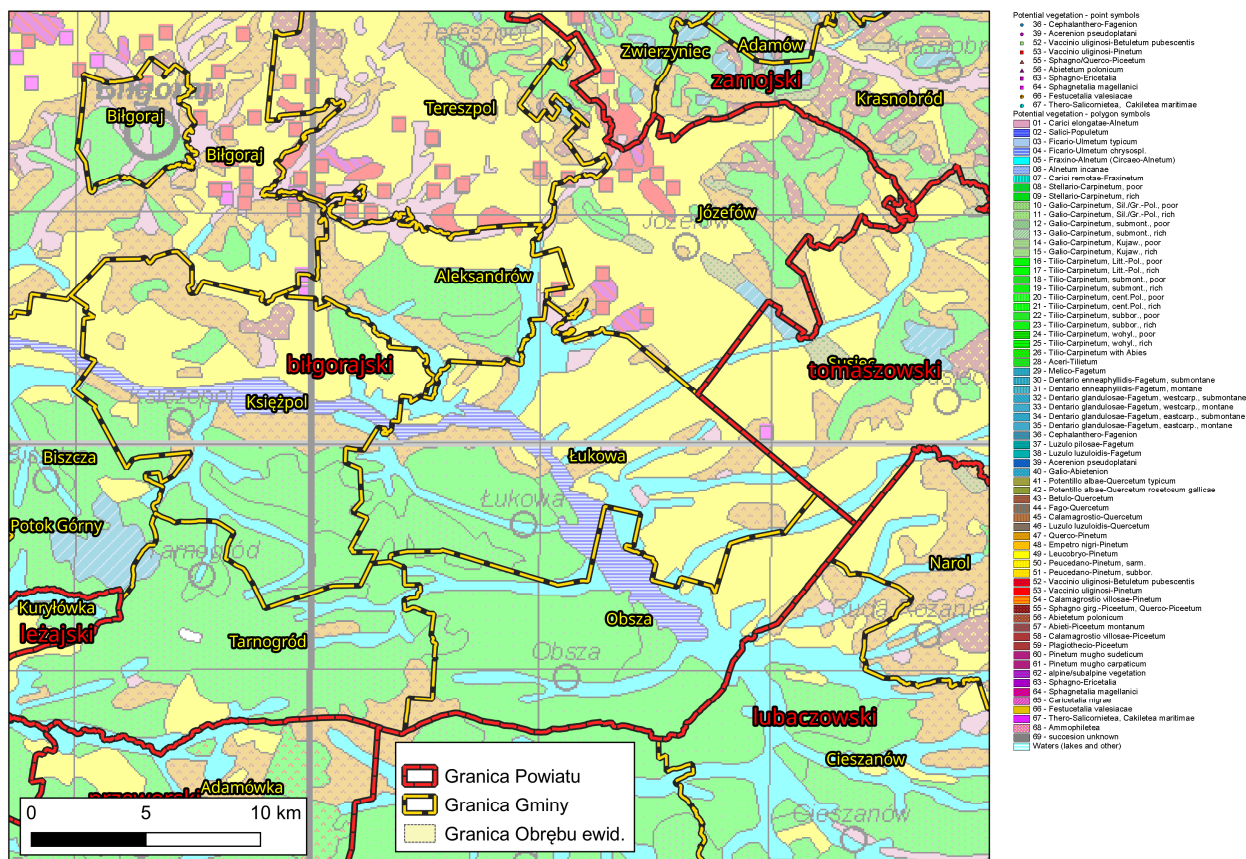 Biłgoraj
Biłgoraj
Biłgoraj
Tereszpol
Zwierzyniec
Adamów
zamojski
Krasnobród
Józefów
Józefów
Aleksandrów
biłgorajski
Susiec
tomaszowski
Księżpol
Biszcza
Łukowa
Łukowa
Potok Górny
Tarnogród
Kuryłówka
leżajski
Tarnogród
Narol
Obsza
Obsza
lubaczowski
Cieszanów
Cieszanów
przeworski
Adamówka
0 5 10 km
Granica Powiatu
Granica Gminy
Granica Obrębu ewid.
Potential vegetation - point symbols
36 - Cephalanthero-Fagenion
39 - Acerenion pseudoplatani
52 - Vaccinio uliginosi-Betuletum pubescentis
53 - Vaccinio uliginosi-Pinetum
55 - Sphagno/Querco-Piceetum
56 - Abietetum polonicum
53 - Sphagno-Ericetalia
64 - Sphagnetalia magellanici
66 - Festucetalia valesiacae
67 - Thero-Salicornietea, Cakiletea maritimae
Potential vegetation - polygon symbols
01 - Carici elongatae-Alnetum
02 - Salici-Populetum
03 - Ficario-Ulmetum typicum
04 - Ficario-Ulmetum chrysospl.
05 - Fraxino-Alnetum (Circaeo-Alnetum)
06 - Alnetum incanae
07 - Carici remotae-Fraxinetum
08 - Stellario-Carpinetum, poor
09 - Stellario-Carpinetum, rich
10 - Galio-Carpinetum, Sil./Gr.-Pol., poor
11 - Galio-Carpinetum, Sil./Gr.-Pol., rich
12 - Galio-Carpinetum, submont., poor
13 - Galio-Carpinetum, submont., rich
14 - Galio-Carpinetum, Kujaw., poor
15 - Galio-Carpinetum, Kujaw., rich
16 - Tilio-Carpinetum, Litt.-Pol., poor
17 - Tilio-Carpinetum, Litt.-Pol., rich
18 - Tilio-Carpinetum, submont., poor
19 - Tilio-Carpinetum, submont., rich
20 - Tilio-Carpinetum, cent.Pol., poor
21 - Tilio-Carpinetum, cent.Pol., rich
22 - Tilio-Carpinetum, subbor., poor
23 - Tilio-Carpinetum, subbor., rich
24 - Tilio-Carpinetum, wohyl., poor
25 - Tilio-Carpinetum, wohyl., rich
26 - Tilio-Carpinetum with Abies
28 - Aceri-Tilietum
29 - Melico-Fagetum
30 - Dentario enneaphyllidis-Fagetum, submontane
31 - Dentario enneaphyllidis-Fagetum, montane
32 - Dentario glandulosae-Fagetum, westcarp., submontane
33 - Dentario glandulosae-Fagetum, westcarp., montane
34 - Dentario glandulosae-Fagetum, eastcarp., submontane
35 - Dentario glandulosae-Fagetum, eastcarp., montane
36 - Cephalanthero-Fagenion
37 - Luzulo pilosae-Fagetum
38 - Luzulo luzuloidis-Fagetum
39 - Acerenion pseudoplatani
40 - Galio-Abietenion
41 - Potentillo albae-Quercetum typicum
42 - Potentillo albae-Quercetum rosetosum gallicae
43 - Betulo-Quercetum
44 - Fago-Quercetum
45 - Calamagrostio-Quercetum
46 - Luzulo luzuloidis-Quercetum
47 - Querco-Pinetum
48 - Empetro nigri-Pinetum
49 - Leucobryo-Pinetum
50 - Peucedano-Pinetum, sarm.
51 - Peucedano-Pinetum, subbor.
52 - Vaccinio uliginosi-Betuletum pubescentis
53 - Vaccinio uliginosi-Pinetum
54 - Calamagrostio villosae-Pinetum
55 - Sphagno girg.-Piceetum, Querco-Piceetum
56 - Abietetum polonicum
57 - Abieti-Piceetum montanum
58 - Calamagrostio villosae-Piceetum
59 - Plagiothecio-Piceetum
60 - Pinetum mugho sudeticum
61 - Pinetum mugho carpaticum
62 - alpine/subalpine vegetation
63 - Sphagno-Ericetalia
64 - Sphagnetalia magellanici
65 - Caricetalia nigrae
66 - Festucetalia valesiacae
67 - Thero-Salicornietea, Cakiletea maritimae
68 - Ammophiletea
69 - succesion unknown
Waters (lakes and other)